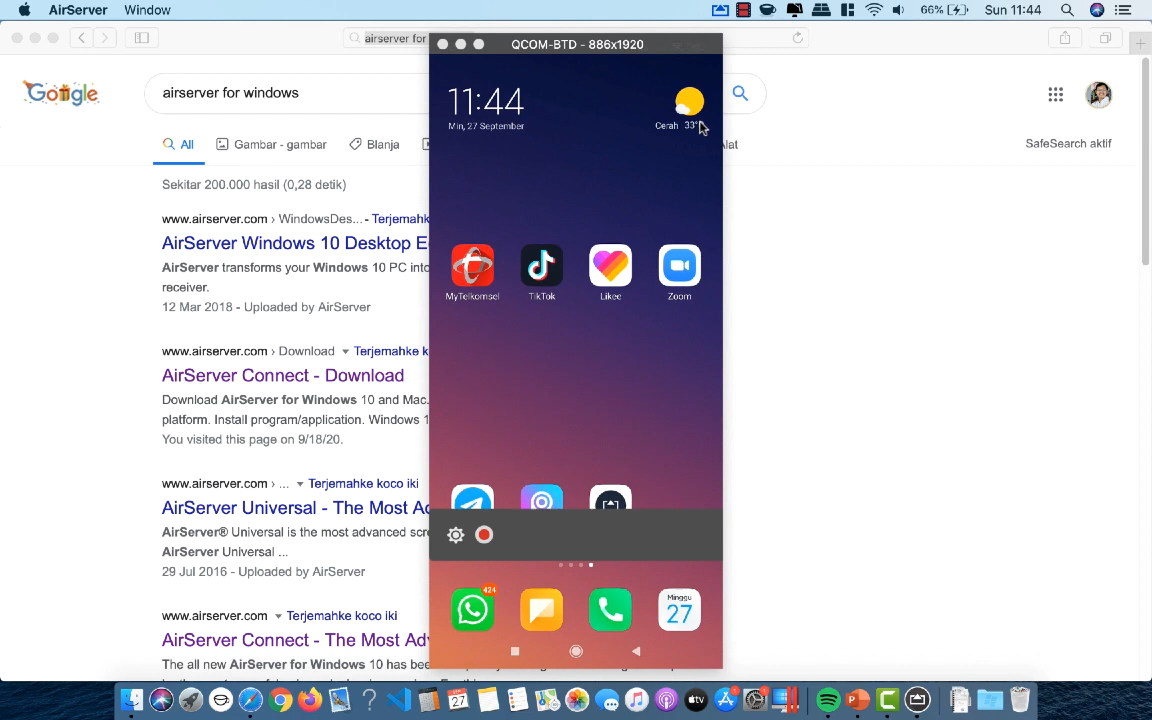 AirServer Window
66% Sun 11:44
airserver for
QCOM-BTD - 886x1920
Google
airserver for windows
All Gambar - gambar Blanja
SafeSearch aktif
Sekitar 200.000 hasil (0,28 detik)
www.airserver.com › WindowsDes... - Terjemahk
AirServer Windows 10 Desktop E
AirServer transforms your Windows 10 PC into
receiver.
12 Mar 2018 - Uploaded by AirServer
www.airserver.com › Download Terjemahke k
AirServer Connect - Download
Download AirServer for Windows 10 and Mac.
platform. Install program/application. Windows 1
You visited this page on 9/18/20.
www.airserver.com › ... Terjemahke koco iki
AirServer Universal - The Most Ad
AirServer® Universal is the most advanced scre
AirServer Universal ...
29 Jul 2016 - Uploaded by AirServer
www.airserver.com Terjemahke koco iki
AirServer Connect - The Most Adv
The all new AirServer for Windows 10 has bee
11:44
Min, 27 September
Cerah 33°
MyTelkomsel TikTok Likee Zoom
424
Minggu
27